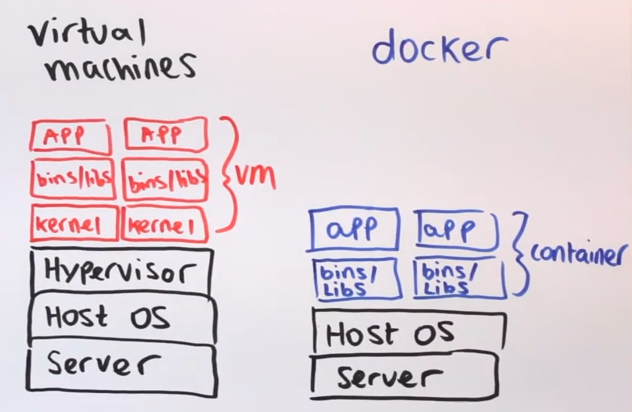 virtual
machines
APP APP
bins/libs bins/libs
kernel kernel
}vm
Hypervisor
Host OS
Server
docker
app app
bins/ bins/
Libs Libs
}container
Host OS
Server